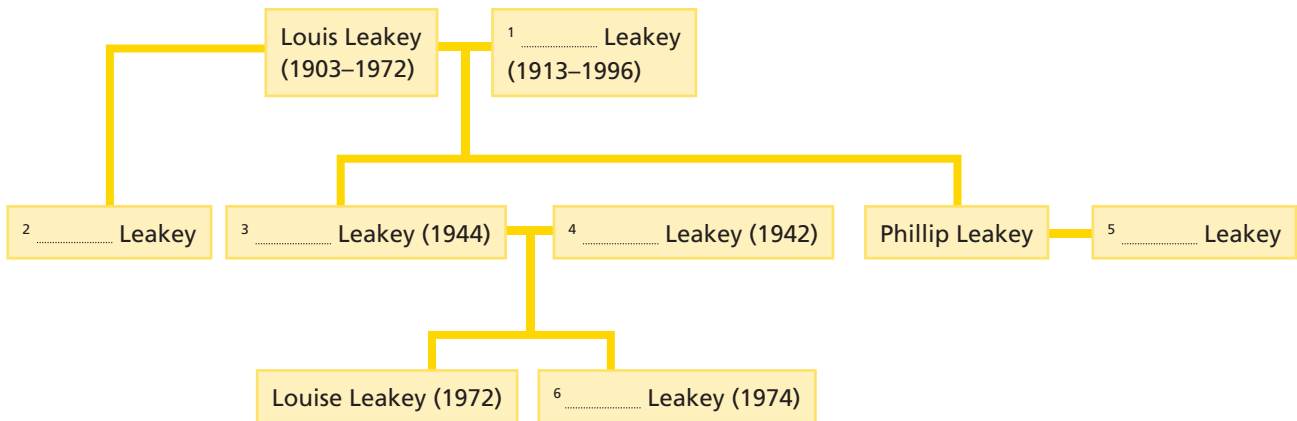 Louis Leakey
(1903–1972)
1 .................... Leakey
(1913–1996)
2 .................... Leakey
3 .................... Leakey (1944)
4 .................... Leakey (1942)
Phillip Leakey
5 .................... Leakey
Louise Leakey (1972)
6 .................... Leakey (1974)